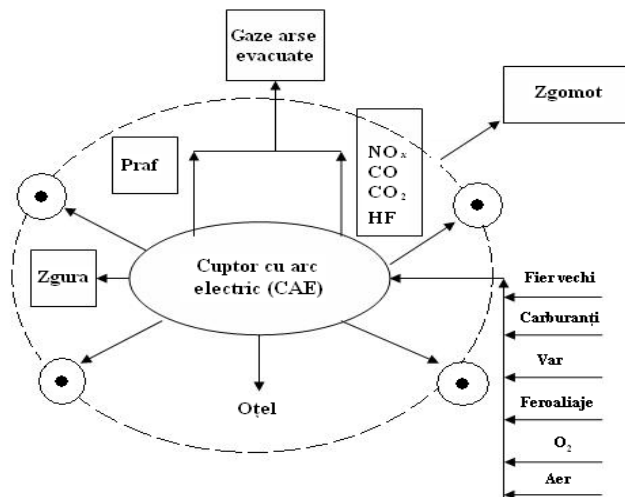 Gaze arse
evacuate
Zgomot
Praf
NOₓ
CO
CO₂
HF
Zgura
Cuptor cu arc
electric (CAE)
Fier vechi
Carburanți
Var
Feroaliaje
O₂
Aer
Oțel